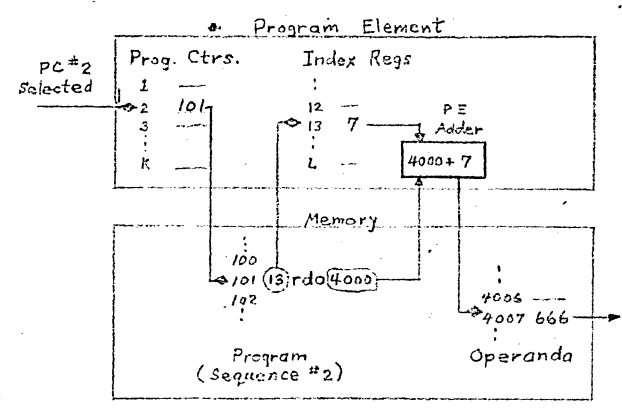 Program Element
PC #2
Selected
Prog. Ctrs.
1
2 101
3
K
Index Regs
12
13 7
L
PE
Adder
4000 + 7
Memory
100
101 13 rdo 4000
102
Program
(Sequence #2)
4006
4007 666
Operanda